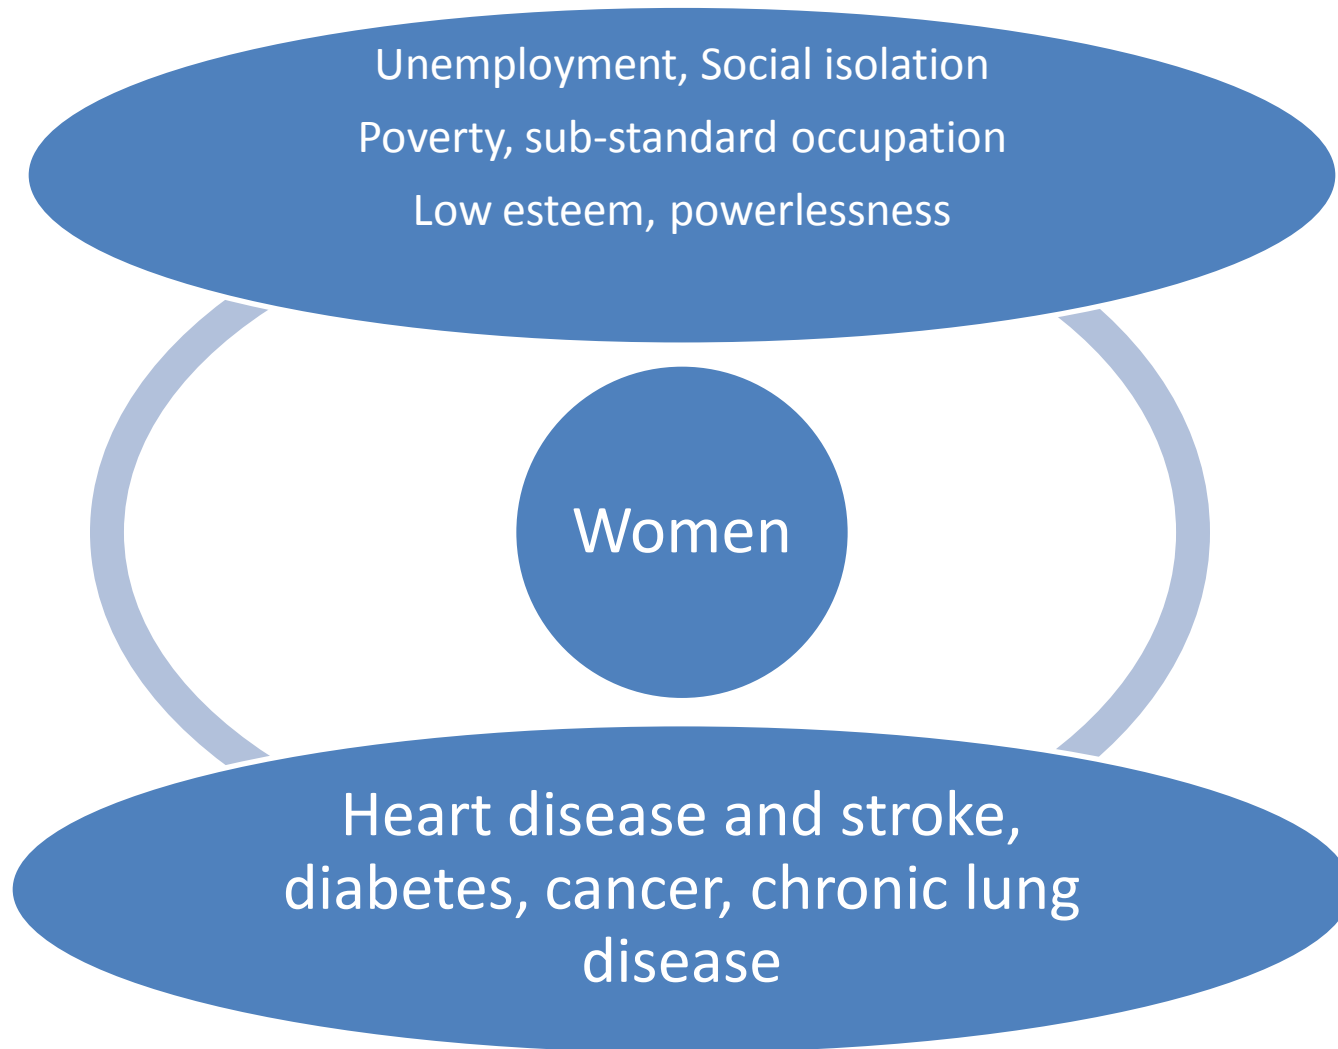 Unemployment, Social isolation
Poverty, sub-standard occupation
Low esteem, powerlessness
Women
Heart disease and stroke,
diabetes, cancer, chronic lung
disease